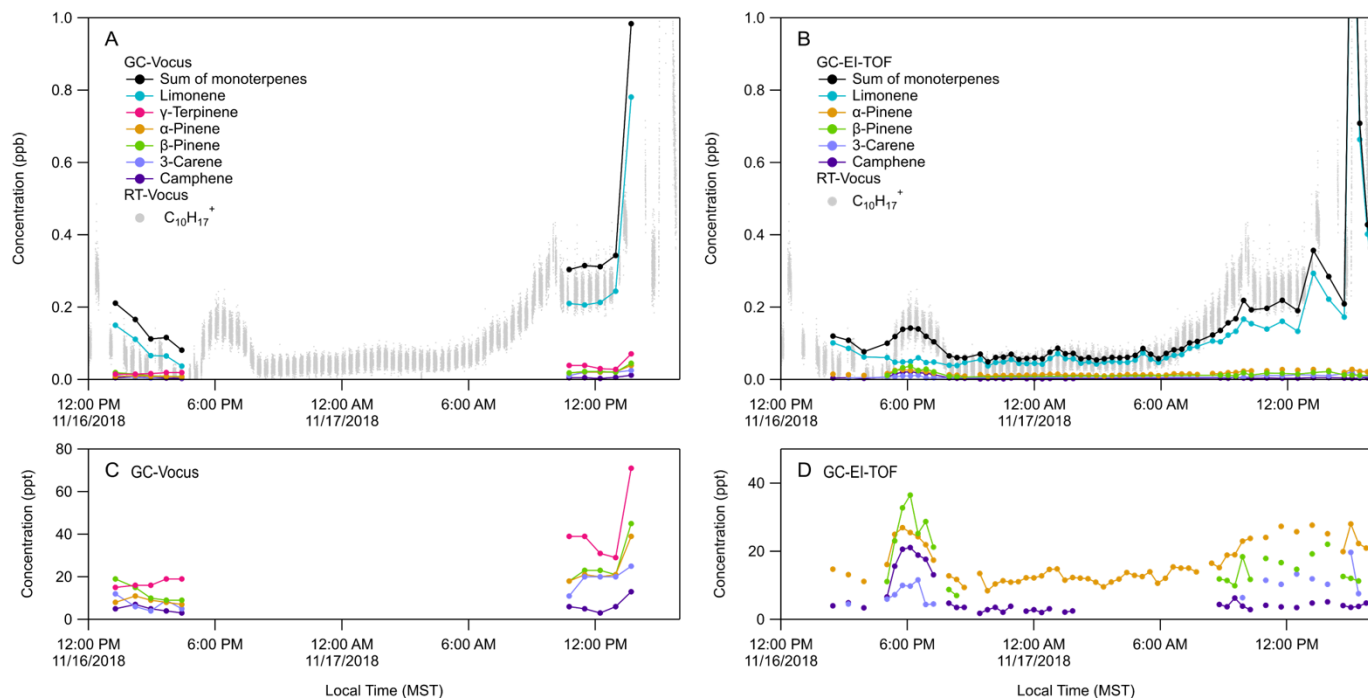 A
GC-Vocus
Sum of monoterpenes
Limonene
γ-Terpinene
α-Pinene
β-Pinene
3-Carene
Camphene
RT-Vocus
C₁₀H₁₇⁺
Concentration (ppb)
1.0
0.8
0.6
0.4
0.2
0.0
12:00 PM
11/16/2018
6:00 PM
12:00 AM
11/17/2018
6:00 AM
12:00 PM
B
GC-EI-TOF
Sum of monoterpenes
Limonene
α-Pinene
β-Pinene
3-Carene
Camphene
RT-Vocus
C₁₀H₁₇⁺
Concentration (ppb)
1.0
0.8
0.6
0.4
0.2
0.0
12:00 PM
11/16/2018
6:00 PM
12:00 AM
11/17/2018
6:00 AM
12:00 PM
C GC-Vocus
Concentration (ppt)
80
60
40
20
0
12:00 PM
11/16/2018
6:00 PM
12:00 AM
11/17/2018
6:00 AM
12:00 PM
Local Time (MST)
D GC-EI-TOF
Concentration (ppt)
40
20
0
12:00 PM
11/16/2018
6:00 PM
12:00 AM
11/17/2018
6:00 AM
12:00 PM
Local Time (MST)